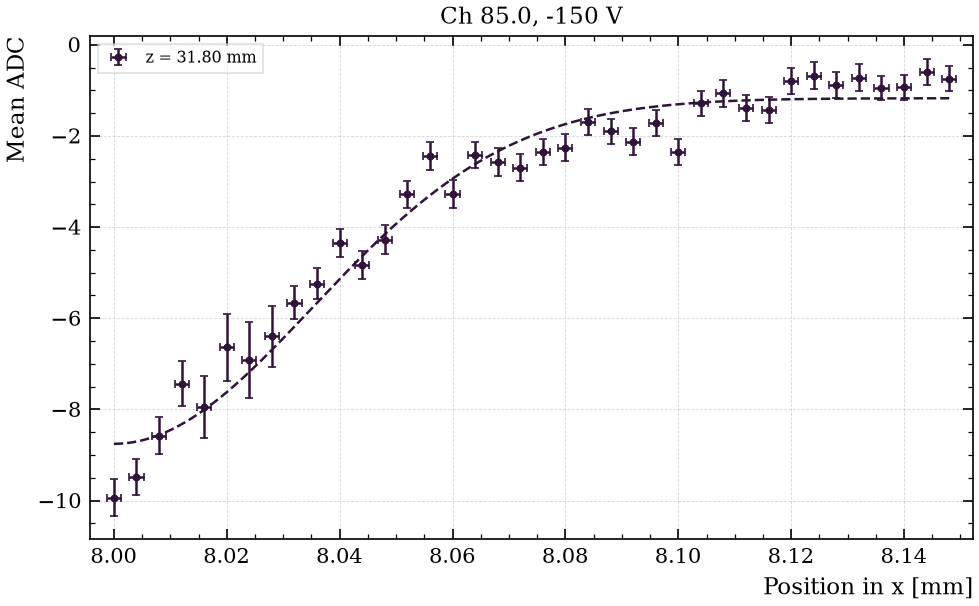 Ch 85.0, -150 V
Mean ADC
z = 31.80 mm
0
−2
−4
−6
−8
−10
8.00 8.02 8.04 8.06 8.08 8.10 8.12 8.14
Position in x [mm]